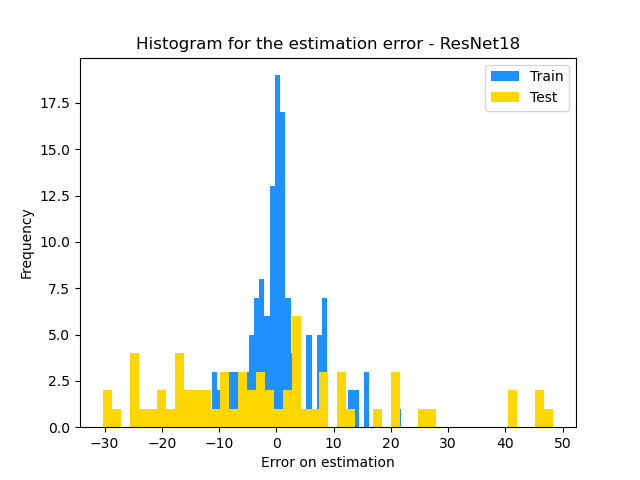 Histogram for the estimation error - ResNet18
Train
Test
Frequency
17.5
15.0
12.5
10.0
7.5
5.0
2.5
0.0
−30 −20 −10 0 10 20 30 40 50
Error on estimation